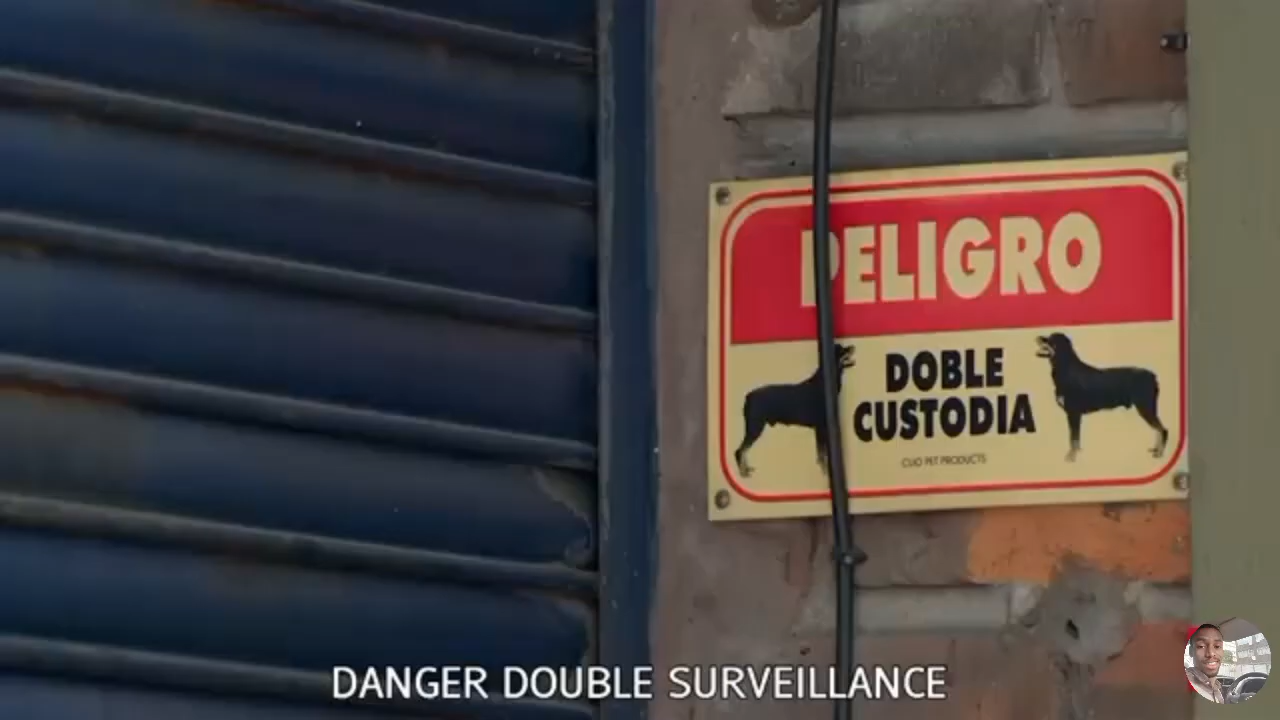 PELIGRO
DOBLE
CUSTODIA
CUO PET PRODUCTS
DANGER DOUBLE SURVEILLANCE